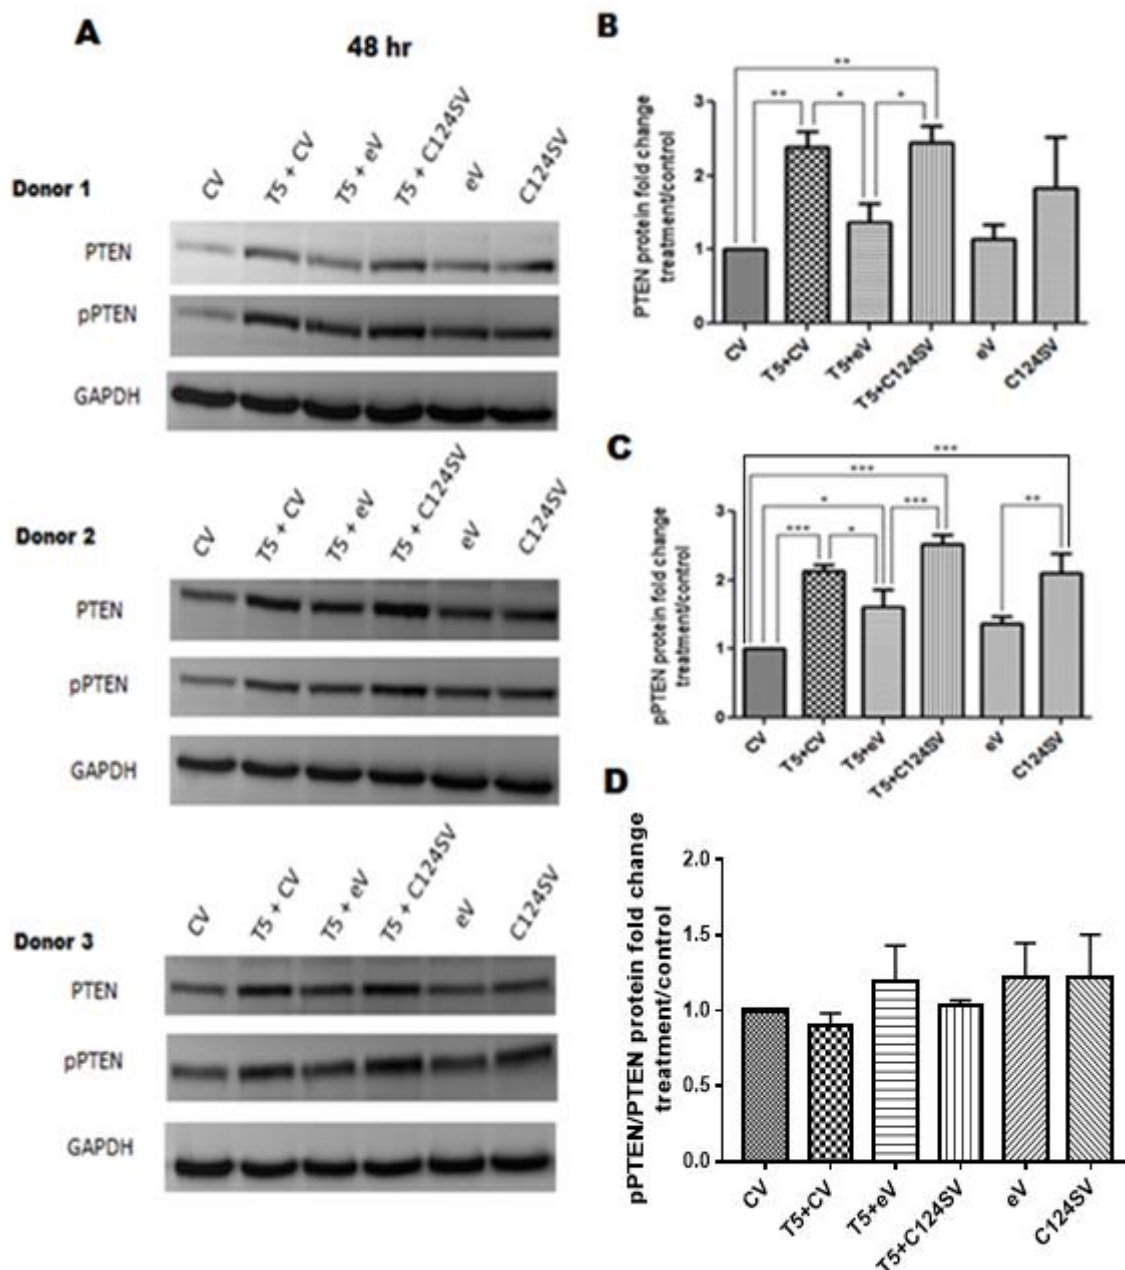 A
48 hr
Donor 1
CV
T5 + CV
T5 + eV
T5 + C124SV
eV
C124SV
PTEN
pPTEN
GAPDH
Donor 2
CV
T5 + CV
T5 + eV
T5 + C124SV
eV
C124SV
PTEN
pPTEN
GAPDH
Donor 3
CV
T5 + CV
T5 + eV
T5 + C124SV
eV
C124SV
PTEN
pPTEN
GAPDH
B
PTEN protein fold change
treatment/control
3
2
1
0
**
**
*
*
CV
T5+CV
T5+eV
T5+C124SV
eV
C124SV
C
pPTEN protein fold change
treatment/control
3
2
1
0
***
***
*
***
**
***
*
CV
T5+CV
T5+eV
T5+C124SV
eV
C124SV
D
pPTEN/PTEN protein fold change
treatment/control
2.0
1.5
1.0
0.5
0.0
CV
T5+CV
T5+eV
T5+C124SV
eV
C124SV